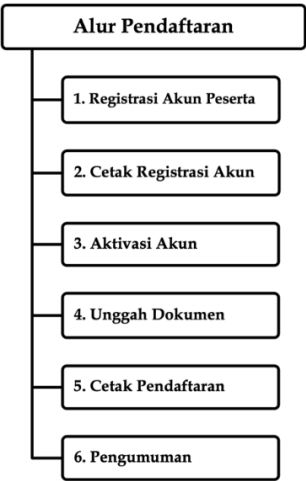 Alur Pendaftaran
1. Registrasi Akun Peserta
2. Cetak Registrasi Akun
3. Aktivasi Akun
4. Unggah Dokumen
5. Cetak Pendaftaran
6. Pengumuman